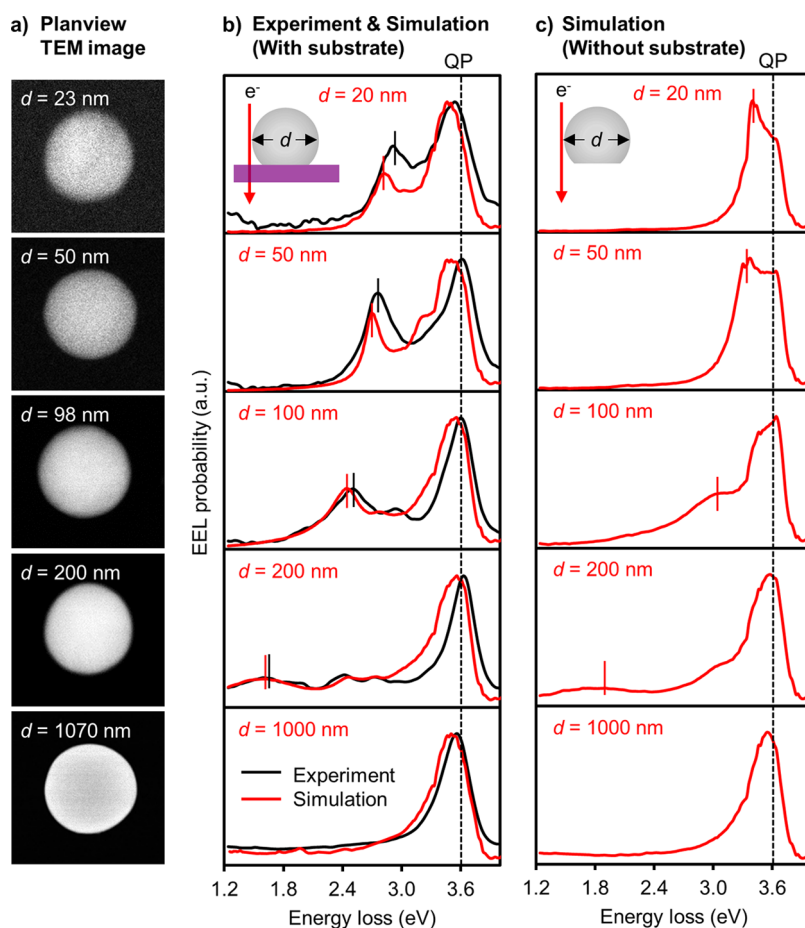 a) Planview
TEM image
d = 23 nm
d = 50 nm
d = 98 nm
d = 200 nm
d = 1070 nm
b) Experiment & Simulation
(With substrate)
QP
e-
d = 20 nm
d
d = 50 nm
d = 100 nm
d = 200 nm
d = 1000 nm
Experiment
Simulation
EEL probability (a.u.)
1.2 1.8 2.4 3.0 3.6
Energy loss (eV)
c) Simulation
(Without substrate)
QP
e-
d = 20 nm
d
d = 50 nm
d = 100 nm
d = 200 nm
d = 1000 nm
1.2 1.8 2.4 3.0 3.6
Energy loss (eV)